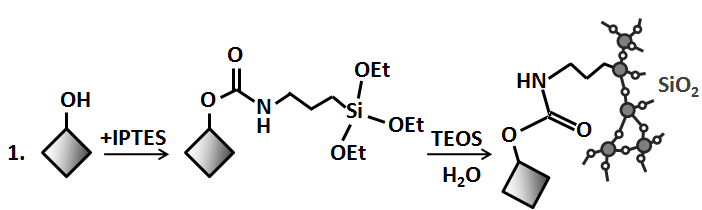 1.
OH
+IPTES
O
O
N
H
Si
OEt
OEt
OEt
TEOS
H₂O
HN
O
O
SiO₂